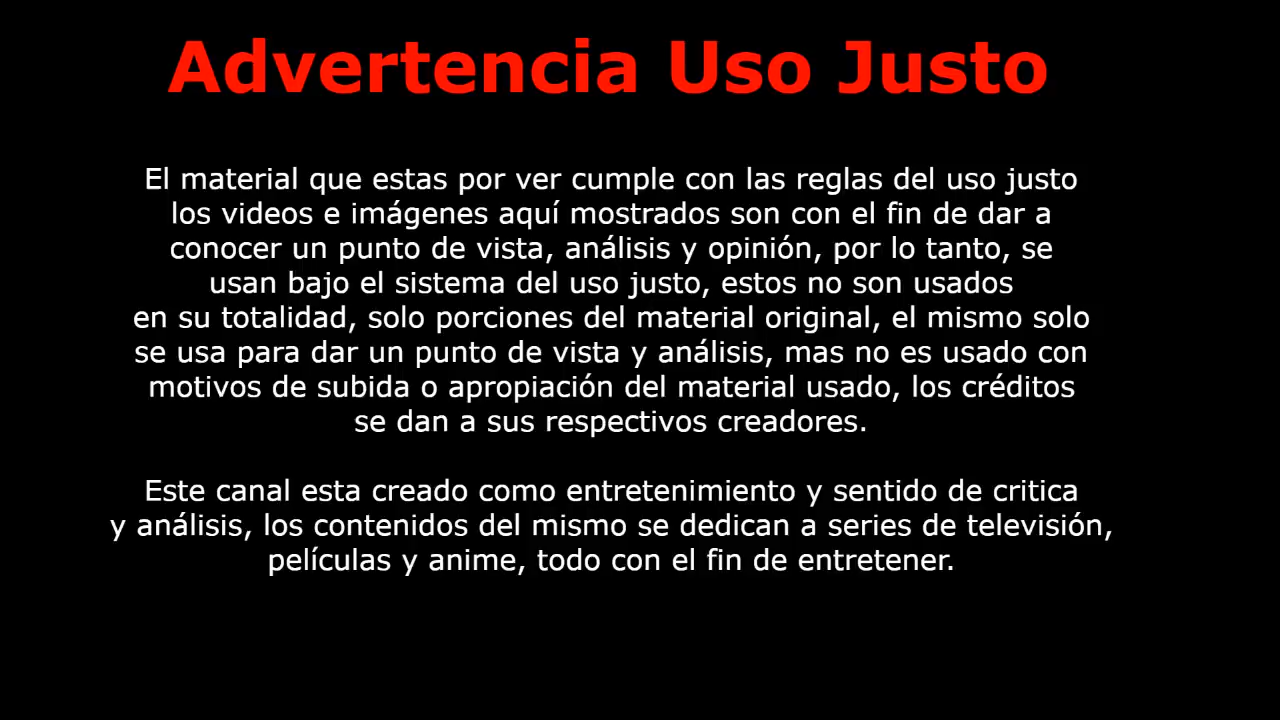 Advertencia Uso Justo
El material que estas por ver cumple con las reglas del uso justo
los videos e imágenes aquí mostrados son con el fin de dar a
conocer un punto de vista, análisis y opinión, por lo tanto, se
usan bajo el sistema del uso justo, estos no son usados
en su totalidad, solo porciones del material original, el mismo solo
se usa para dar un punto de vista y análisis, mas no es usado con
motivos de subida o apropiación del material usado, los créditos
se dan a sus respectivos creadores.
Este canal esta creado como entretenimiento y sentido de critica
y análisis, los contenidos del mismo se dedican a series de televisión,
películas y anime, todo con el fin de entretener.